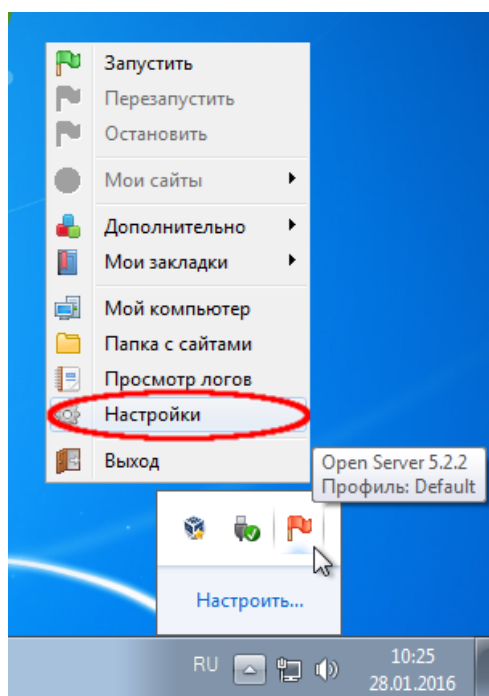 Запустить
Перезапустить
Остановить
Мои сайты
Дополнительно
Мои закладки
Мой компьютер
Папка с сайтами
Просмотр логов
Настройки
Выход
Open Server 5.2.2
Профиль: Default
Настроить...
RU
10:25
28.01.2016